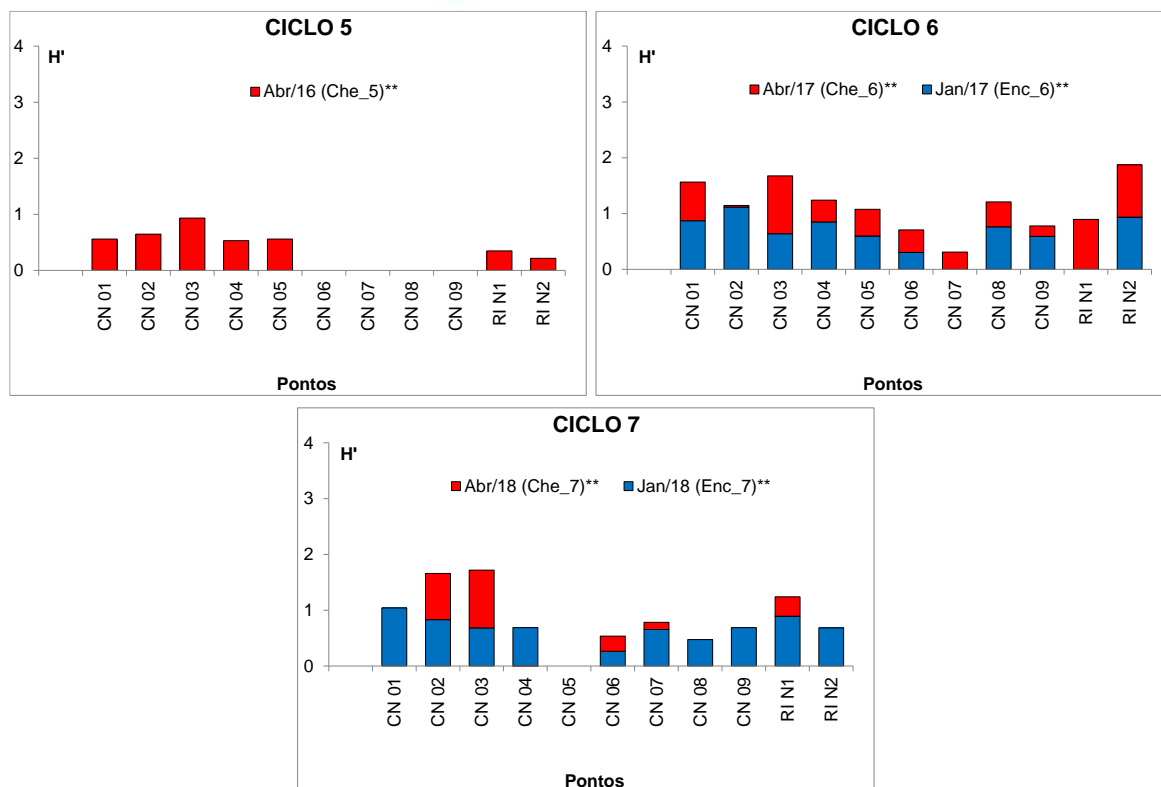 CICLO 5
H'
Abr/16 (Che_5)**
4
3
2
1
0
CN 01
CN 02
CN 03
CN 04
CN 05
CN 06
CN 07
CN 08
CN 09
RI N1
RI N2
Pontos
CICLO 6
H'
Abr/17 (Che_6)** Jan/17 (Enc_6)**
4
3
2
1
0
CN 01
CN 02
CN 03
CN 04
CN 05
CN 06
CN 07
CN 08
CN 09
RI N1
RI N2
Pontos
CICLO 7
H'
Abr/18 (Che_7)** Jan/18 (Enc_7)**
4
3
2
1
0
CN 01
CN 02
CN 03
CN 04
CN 05
CN 06
CN 07
CN 08
CN 09
RI N1
RI N2
Pontos